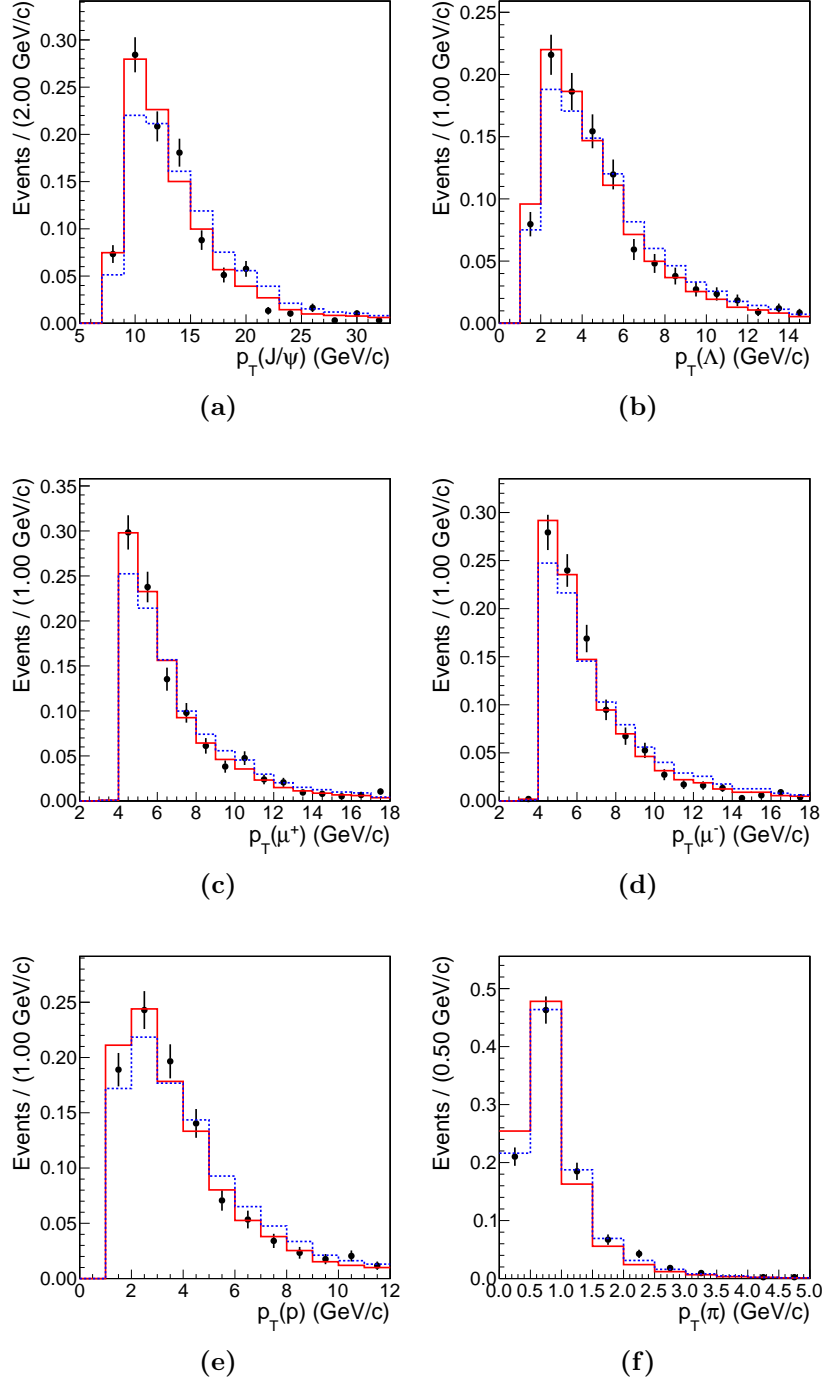 Events / (2.00 GeV/c)
0.30
0.25
0.20
0.15
0.10
0.05
0.00
5 10 15 20 25 30
p_T(J/ψ) (GeV/c)
(a)
Events / (1.00 GeV/c)
0.25
0.20
0.15
0.10
0.05
0.00
0 2 4 6 8 10 12 14
p_T(Λ) (GeV/c)
(b)
Events / (1.00 GeV/c)
0.35
0.30
0.25
0.20
0.15
0.10
0.05
0.00
2 4 6 8 10 12 14 16 18
p_T(μ⁺) (GeV/c)
(c)
Events / (1.00 GeV/c)
0.30
0.25
0.20
0.15
0.10
0.05
0.00
2 4 6 8 10 12 14 16 18
p_T(μ⁻) (GeV/c)
(d)
Events / (1.00 GeV/c)
0.25
0.20
0.15
0.10
0.05
0.00
0 2 4 6 8 10 12
p_T(p) (GeV/c)
(e)
Events / (0.50 GeV/c)
0.5
0.4
0.3
0.2
0.1
0.0
0.0 0.5 1.0 1.5 2.0 2.5 3.0 3.5 4.0 4.5 5.0
p_T(π) (GeV/c)
(f)